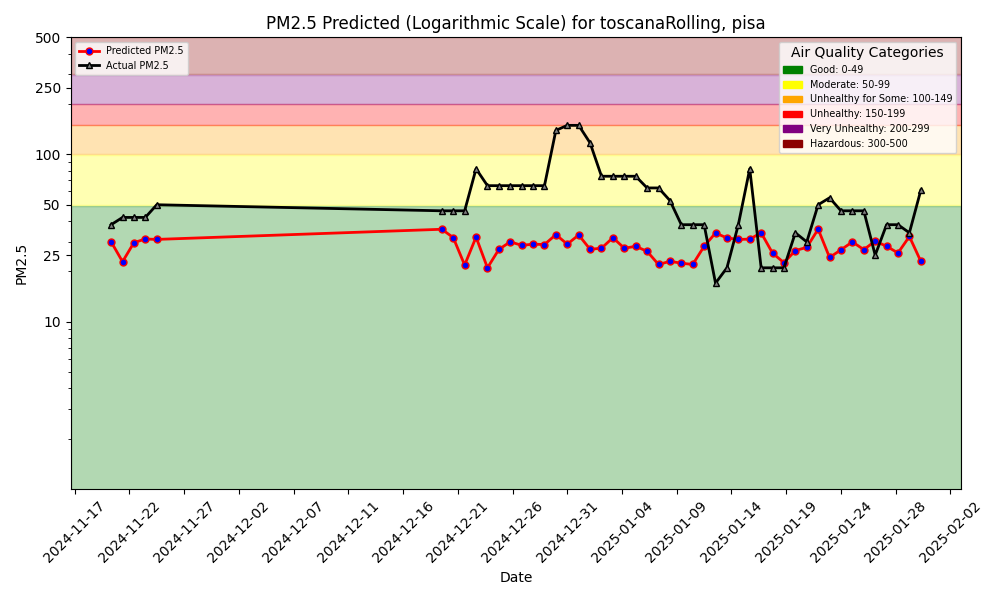 PM2.5 Predicted (Logarithmic Scale) for toscanaRolling, pisa
500
250
100
50
25
10
PM2.5
Predicted PM2.5
Actual PM2.5
Air Quality Categories
Good: 0-49
Moderate: 50-99
Unhealthy for Some: 100-149
Unhealthy: 150-199
Very Unhealthy: 200-299
Hazardous: 300-500
2024-11-17
2024-11-22
2024-11-27
2024-12-02
2024-12-07
2024-12-11
2024-12-16
2024-12-21
2024-12-26
2024-12-31
2025-01-04
2025-01-09
2025-01-14
2025-01-19
2025-01-24
2025-01-28
2025-02-02
Date